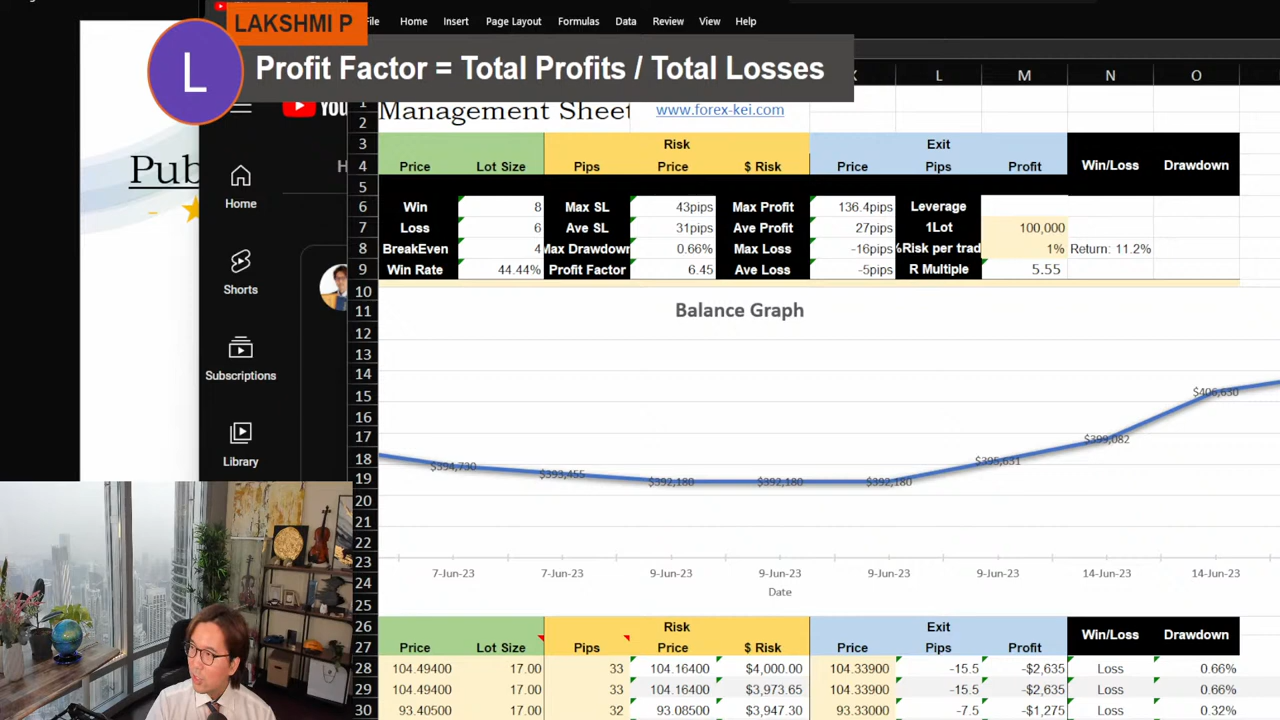 LAKSHMI P
L
Profit Factor = Total Profits / Total Losses
File Home Insert Page Layout Formulas Data Review View Help
L M N O
YOU
Home
Shorts
Subscriptions
Library
Pub
1 Management Sheet www.forex-kei.com
2
3 Risk Exit
4 Price Lot Size Pips Price $ Risk Price Pips Profit Win/Loss Drawdown
5
6 Win 8 Max SL 43pips Max Profit 136.4pips Leverage
7 Loss 6 Ave SL 31pips Ave Profit 27pips 1Lot 100,000
8 BreakEven 4 Max Drawdown 0.66% Max Loss -16pips %Risk per trad 1% Return: 11.2%
9 Win Rate 44.44% Profit Factor 6.45 Ave Loss -5pips R Multiple 5.55
10
11 Balance Graph
12
13
14
15 $406,630
16
17 $399,082
18 $394,730 $393,455 $395,631
19 $392,180 $392,180 $392,180
20
21
22
23 7-Jun-23 7-Jun-23 9-Jun-23 9-Jun-23 9-Jun-23 9-Jun-23 14-Jun-23 14-Jun-23
24 Date
25
26 Risk Exit
27 Price Lot Size Pips Price $ Risk Price Pips Profit Win/Loss Drawdown
28 104.49400 17.00 33 104.16400 $4,000.00 104.33900 -15.5 -$2,635 Loss 0.66%
29 104.49400 17.00 33 104.16400 $3,973.65 104.33900 -15.5 -$2,635 Loss 0.66%
30 93.40500 17.00 32 93.08500 $3,947.30 93.33000 -7.5 -$1,275 Loss 0.32%